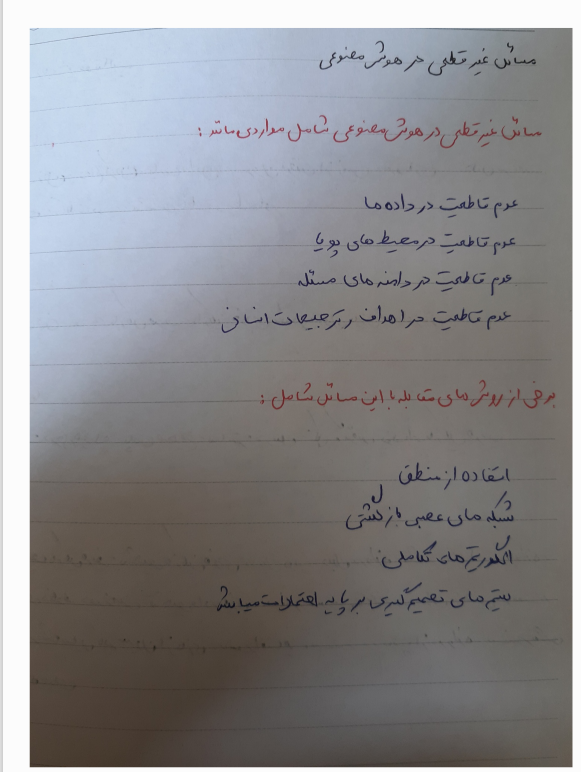 مسائل غیر قطعی در هوش مصنوعی
مسائل غیر قطعی در هوش مصنوعی شامل مواردی مانند :
عدم قاطعیت در داده ها
عدم قاطعیت در محیط های پویا
عدم قاطعیت در دامنه های مسئله
عدم قاطعیت در اهداف و ترجیحات انسانی
برخی از روش های مقابله با این مسائل شامل :
استفاده از منطق
شبکه های عصبی بازگشتی
الگوریتم های تکاملی
سیتم های تصمیم گیری بر پایه احتمالات میباشد